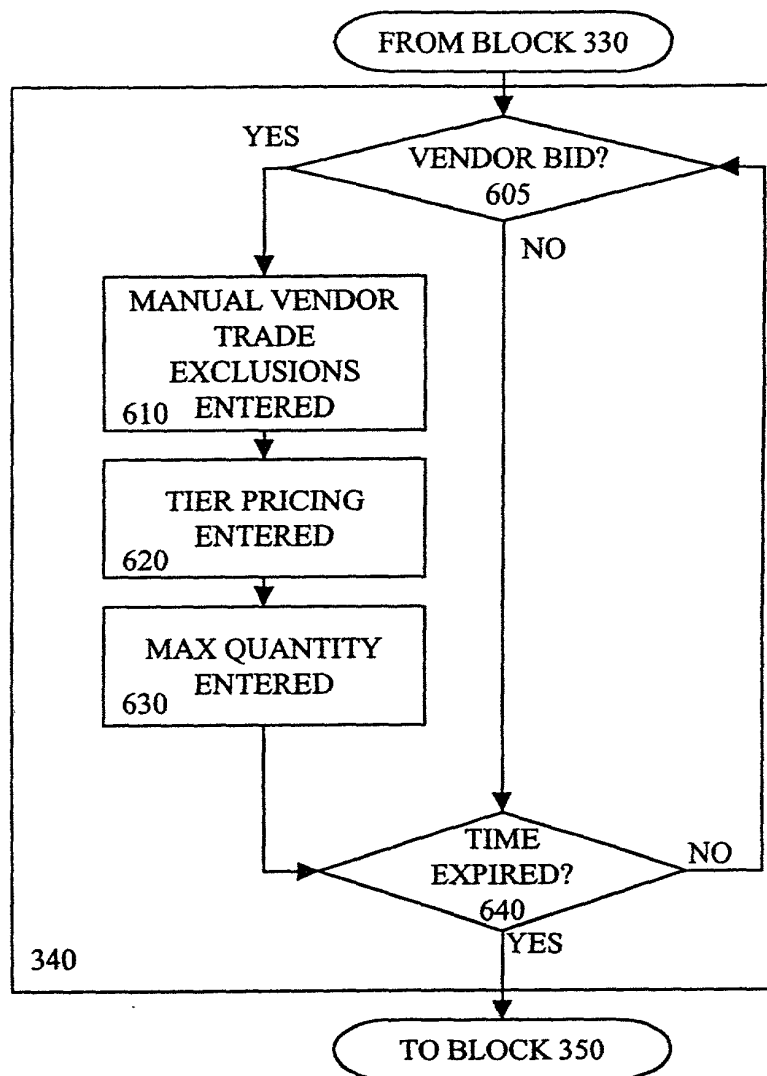 FROM BLOCK 330
YES
VENDOR BID?
605
NO
MANUAL VENDOR
TRADE
EXCLUSIONS
610 ENTERED
TIER PRICING
ENTERED
620
MAX QUANTITY
ENTERED
630
TIME
EXPIRED?
NO
640
YES
340
TO BLOCK 350